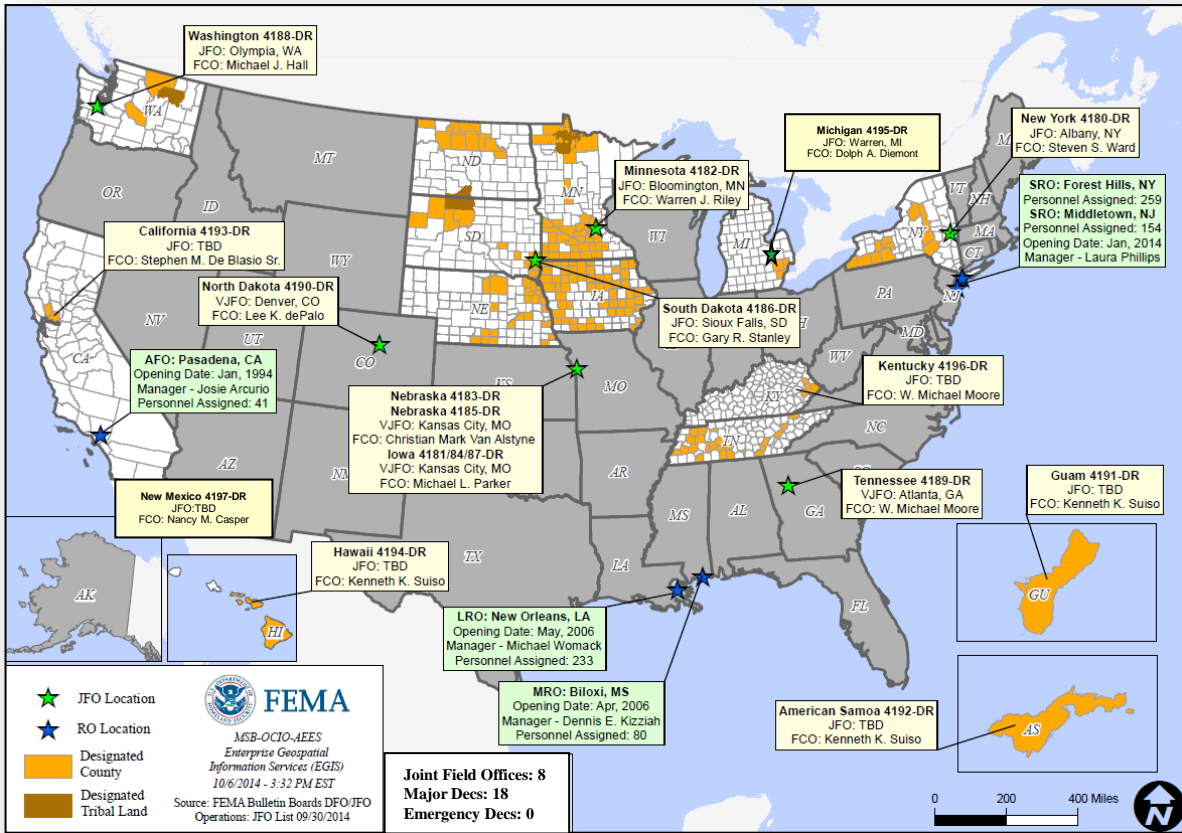 Washington 4188-DR
JFO: Olympia, WA
FCO: Michael J. Hall
New York 4180-DR
JFO: Albany, NY
FCO: Steven S. Ward
Michigan 4195-DR
JFO: Warren, MI
FCO: Dolph A. Diemont
Minnesota 4182-DR
JFO: Bloomington, MN
FCO: Warren J. Riley
SRO: Forest Hills, NY
Personnel Assigned: 259
SRO: Middletown, NJ
Personnel Assigned: 154
Opening Date: Jan, 2014
Manager - Laura Phillips
California 4193-DR
JFO: TBD
FCO: Stephen M. De Blasio Sr.
North Dakota 4190-DR
VJFO: Denver, CO
FCO: Lee K. dePalo
South Dakota 4186-DR
JFO: Sioux Falls, SD
FCO: Gary R. Stanley
AFO: Pasadena, CA
Opening Date: Jan, 1994
Manager - Josie Arcurio
Personnel Assigned: 41
Kentucky 4196-DR
JFO: TBD
FCO: W. Michael Moore
Nebraska 4183-DR
Nebraska 4185-DR
VJFO: Kansas City, MO
FCO: Christian Mark Van Alstyne
Iowa 4181/84/87-DR
VJFO: Kansas City, MO
FCO: Michael L. Parker
Tennessee 4189-DR
VJFO: Atlanta, GA
FCO: W. Michael Moore
Guam 4191-DR
JFO: TBD
FCO: Kenneth K. Suiso
New Mexico 4197-DR
JFO:TBD
FCO: Nancy M. Casper
Hawaii 4194-DR
JFO: TBD
FCO: Kenneth K. Suiso
LRO: New Orleans, LA
Opening Date: May, 2006
Manager - Michael Womack
Personnel Assigned: 233
MRO: Biloxi, MS
Opening Date: Apr, 2006
Manager - Dennis E. Kizziah
Personnel Assigned: 80
American Samoa 4192-DR
JFO: TBD
FCO: Kenneth K. Suiso
WA
OR
ID
MT
ND
MN
SD
WY
NE
IA
WI
MI
NY
VT
NH
MA
CT
PA
NJ
MD
WV
NV
UT
CA
CO
MO
KY
NC
TN
AZ
AR
MS
AL
GA
TX
LA
FL
AK
HI
GU
AS
JFO Location
RO Location
Designated
County
Designated
Tribal Land
FEMA
MSB-OCIO-AEES
Enterprise Geospatial
Information Services (EGIS)
10/6/2014 - 3:32 PM EST
Source: FEMA Bulletin Boards DFO/JFO
Operations: JFO List 09/30/2014
Joint Field Offices: 8
Major Decs: 18
Emergency Decs: 0
0 200 400 Miles
N